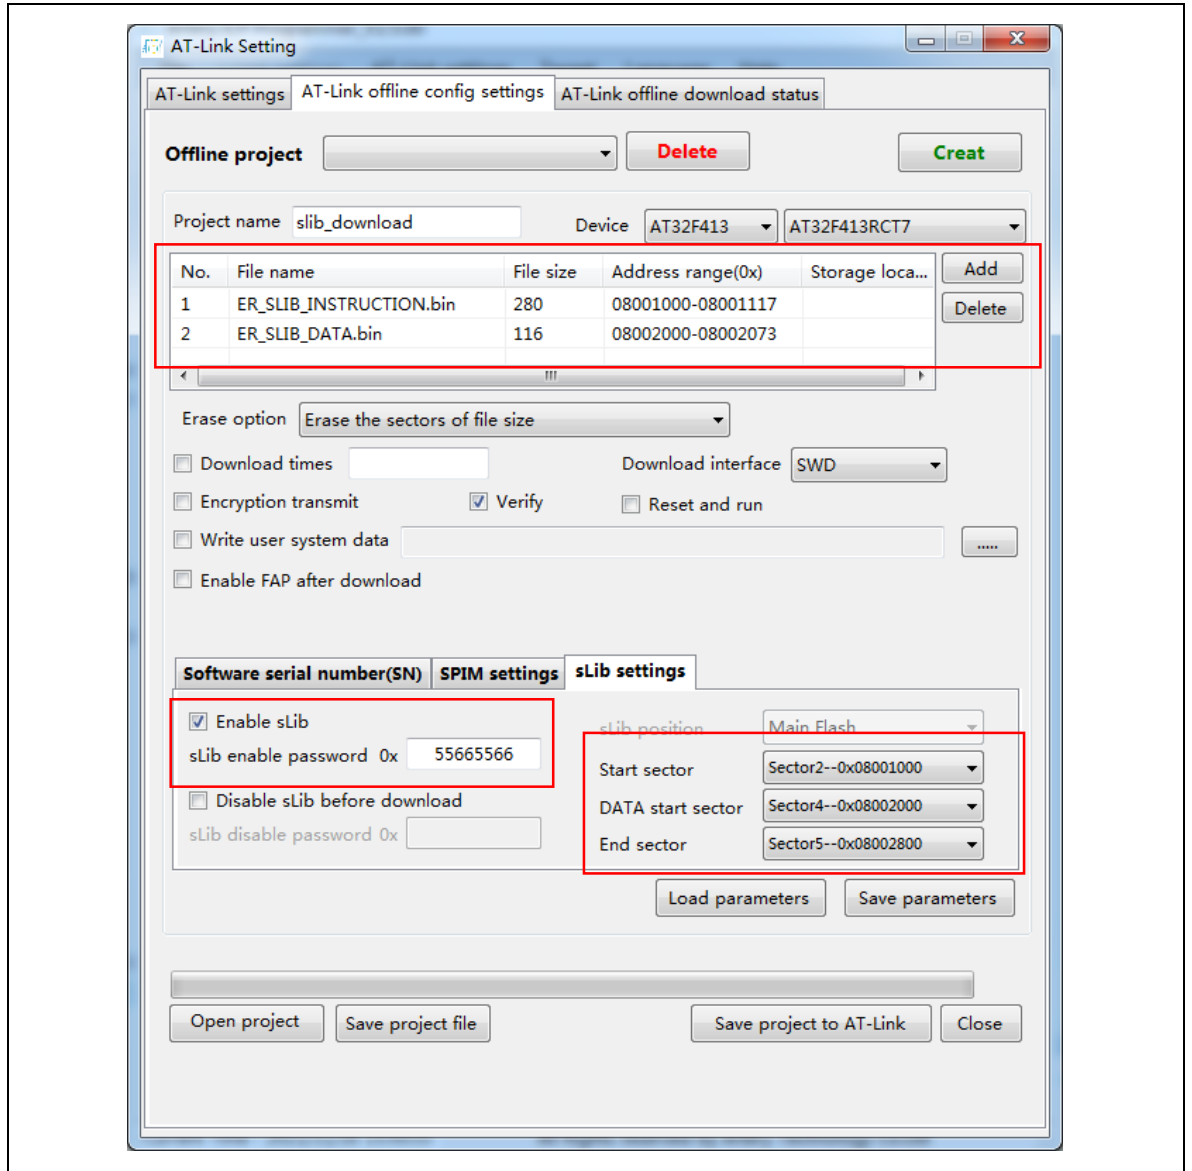 AT-Link Setting
AT-Link settings AT-Link offline config settings AT-Link offline download status
Offline project Delete Creat
Project name slib_download Device AT32F413 AT32F413RCT7
No. File name File size Address range(0x) Storage loca... Add
1 ER_SLIB_INSTRUCTION.bin 280 08001000-08001117
2 ER_SLIB_DATA.bin 116 08002000-08002073
Delete
Erase option Erase the sectors of file size
Download times Download interface SWD
Encryption transmit Verify Reset and run
Write user system data .....
Enable FAP after download
Software serial number(SN) SPIM settings sLib settings
Enable sLib sLib position Main Flash
sLib enable password 0x 55665566 Start sector Sector2--0x08001000
Disable sLib before download DATA start sector Sector4--0x08002000
sLib disable password 0x End sector Sector5--0x08002800
Load parameters Save parameters
Open project Save project file Save project to AT-Link Close